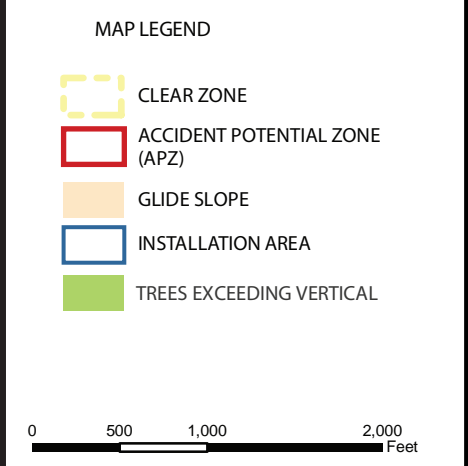 MAP LEGEND
CLEAR ZONE
ACCIDENT POTENTIAL ZONE
(APZ)
GLIDE SLOPE
INSTALLATION AREA
TREES EXCEEDING VERTICAL
0 500 1,000 2,000
Feet